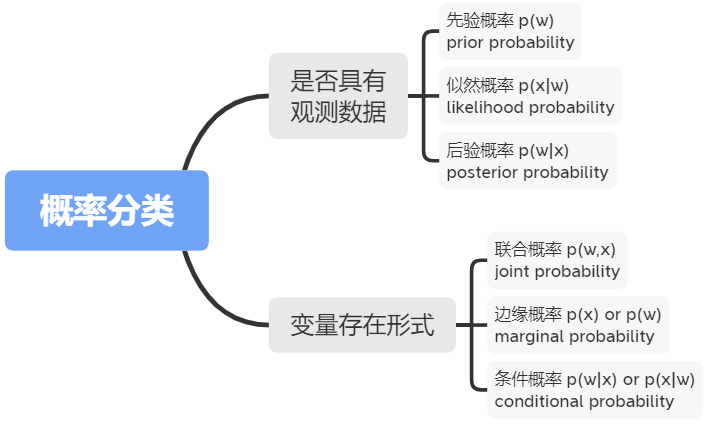 概率分类
是否具有
观测数据
先验概率 p(w)
prior probability
似然概率 p(x|w)
likelihood probability
后验概率 p(w|x)
posterior probability
变量存在形式
联合概率 p(w,x)
joint probability
边缘概率 p(x) or p(w)
marginal probability
条件概率 p(w|x) or p(x|w)
conditional probability